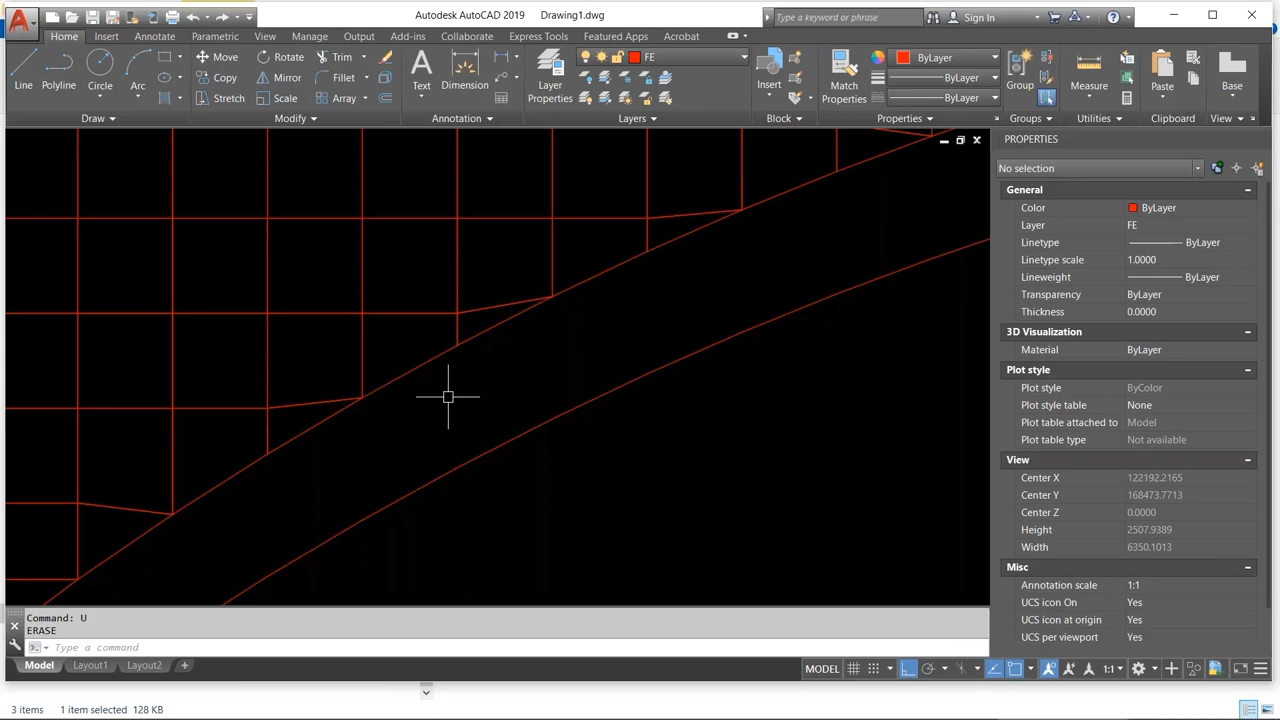 Autodesk AutoCAD 2019 Drawing1.dwg
Type a keyword or phrase
Sign In
Home Insert Annotate Parametric View Manage Output Add-ins Collaborate Express Tools Featured Apps Acrobat
Move Rotate Trim
FE
ByLayer
Line Polyline Circle Arc
Copy Mirror Fillet
Text Dimension
Layer Properties
Insert
Match Properties
ByLayer
Group
Measure
Paste
Base
Stretch Scale Array
ByLayer
Draw Modify Annotation Layers Block Properties Groups Utilities Clipboard View
PROPERTIES
No selection
General
Color ByLayer
Layer FE
Linetype ByLayer
Linetype scale 1.0000
Lineweight ByLayer
Transparency ByLayer
Thickness 0.0000
3D Visualization
Material ByLayer
Plot style
Plot style ByColor
Plot style table None
Plot table attached to Model
Plot table type Not available
View
Center X 122192.2165
Center Y 168473.7713
Center Z 0.0000
Height 2507.9389
Width 6350.1013
Misc
Annotation scale 1:1
UCS icon On Yes
UCS icon at origin Yes
UCS per viewport Yes
Command: U
ERASE
Type a command
Model Layout1 Layout2 +
MODEL 1:1
3 items 1 item selected 128 KB